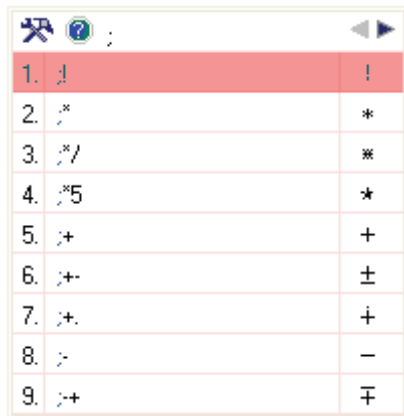 ;
1. ;! !
2. ;* *
3. ;*/ ⋇
4. ;*5 ⋆
5. ;+ +
6. ;+- ±
7. ;+. ∔
8. ;- −
9. ;-+ ∓